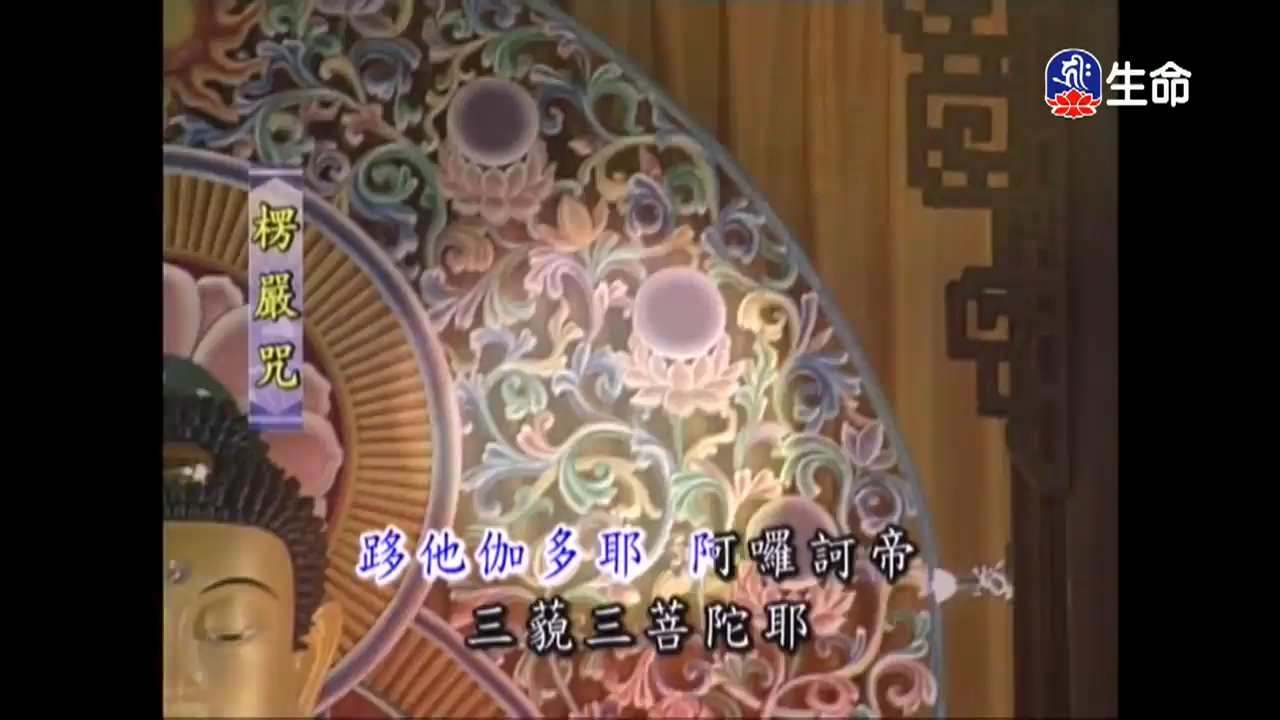 生命
楞嚴咒
跢他伽多耶 阿囉訶帝
三藐三菩陀耶